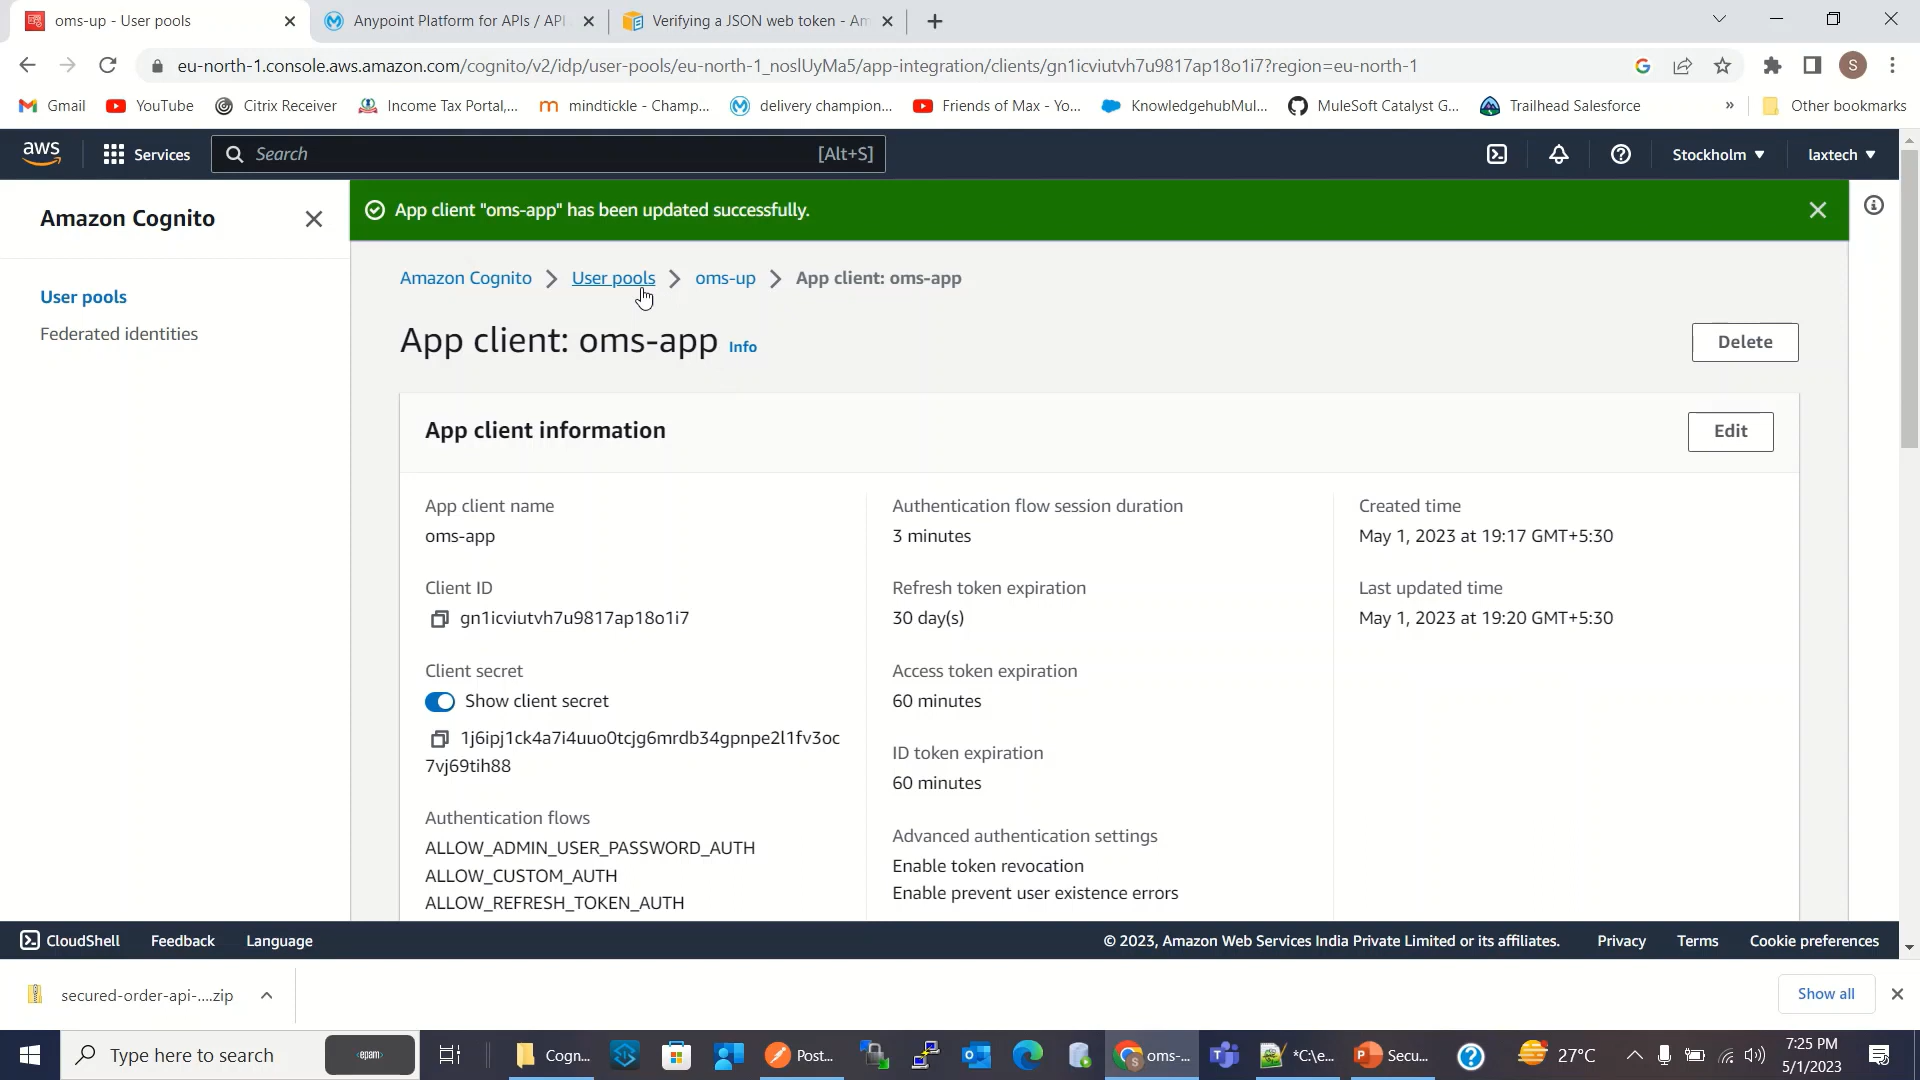 oms-up - User pools
Anypoint Platform for APIs / API
Verifying a JSON web token - Am
eu-north-1.console.aws.amazon.com/cognito/v2/idp/user-pools/eu-north-1_noslUyMa5/app-integration/clients/gn1icviutvh7u9817ap18o1i7?region=eu-north-1
S
Gmail
YouTube
Citrix Receiver
Income Tax Portal,...
mindtickle - Champ...
delivery champion...
Friends of Max - Yo...
KnowledgehubMul...
MuleSoft Catalyst G...
Trailhead Salesforce
»
Other bookmarks
aws
Services
Search
[Alt+S]
Stockholm
laxtech
Amazon Cognito
User pools
Federated identities
App client "oms-app" has been updated successfully.
Amazon Cognito
User pools
oms-up
App client: oms-app
App client: oms-app
Info
Delete
App client information
Edit
App client name
oms-app
Client ID
gn1icviutvh7u9817ap18o1i7
Client secret
Show client secret
1j6ipj1ck4a7i4uuo0tcjg6mrdb34gpnpe2l1fv3oc
7vj69tih88
Authentication flows
ALLOW_ADMIN_USER_PASSWORD_AUTH
ALLOW_CUSTOM_AUTH
ALLOW_REFRESH_TOKEN_AUTH
Authentication flow session duration
3 minutes
Refresh token expiration
30 day(s)
Access token expiration
60 minutes
ID token expiration
60 minutes
Advanced authentication settings
Enable token revocation
Enable prevent user existence errors
Created time
May 1, 2023 at 19:17 GMT+5:30
Last updated time
May 1, 2023 at 19:20 GMT+5:30
CloudShell
Feedback
Language
© 2023, Amazon Web Services India Private Limited or its affiliates.
Privacy
Terms
Cookie preferences
secured-order-api-....zip
Show all
Type here to search
<epam>
Cogn...
Post...
oms-...
*C:\e...
Secu...
27°C
7:25 PM
5/1/2023